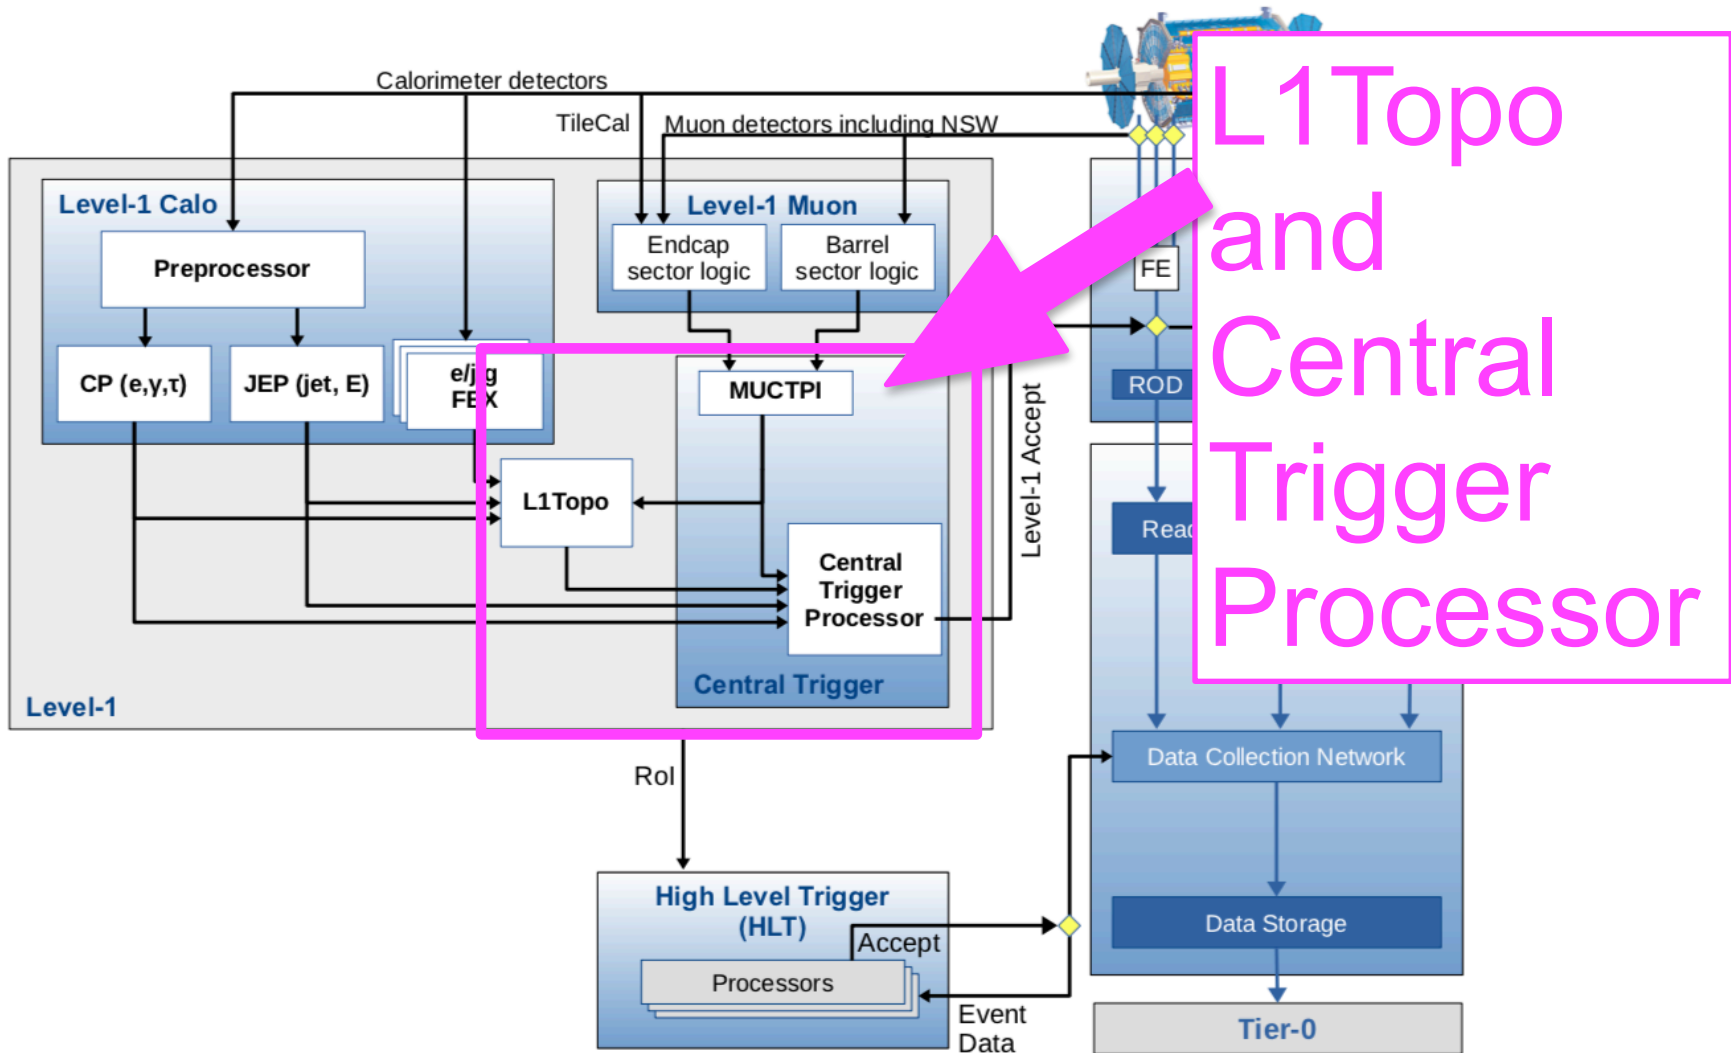 Calorimeter detectors
TileCal
Muon detectors including NSW
L1Topo
and
Central
Trigger
Processor
Level-1 Calo
Preprocessor
CP (e,γ,τ)
JEP (jet, E)
e/j/g
FEX
Level-1 Muon
Endcap
sector logic
Barrel
sector logic
MUCTPI
L1Topo
Central
Trigger
Processor
Central Trigger
Level-1
Level-1 Accept
FE
ROD
RoI
High Level Trigger
(HLT)
Accept
Processors
Event
Data
Data Collection Network
Data Storage
Tier-0